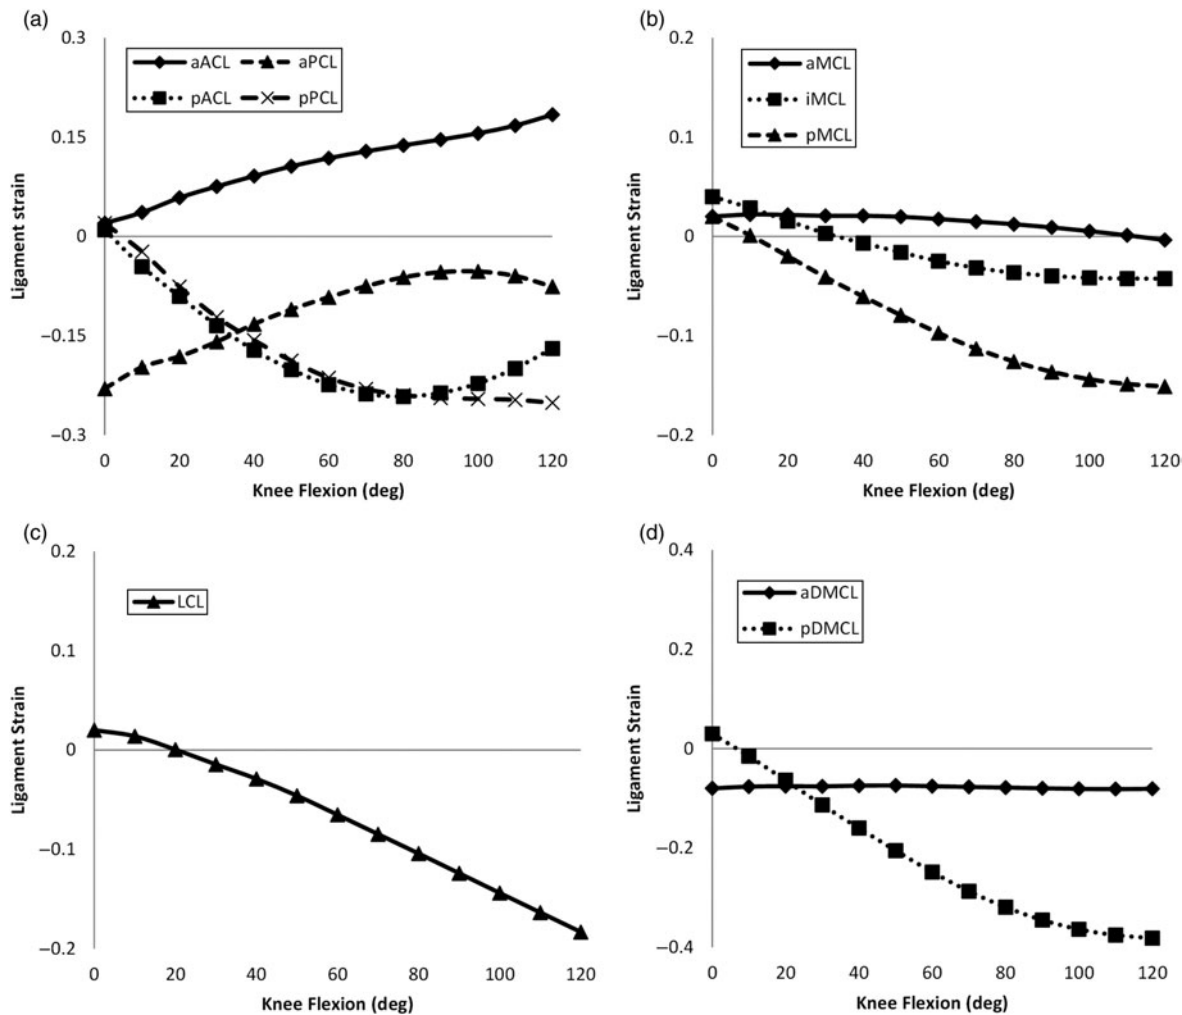 (a)
0.3
aACL
aPCL
pACL
pPCL
0.15
0
−0.15
−0.3
Ligament strain
0 20 40 60 80 100 120
Knee Flexion (deg)
(b)
0.2
aMCL
iMCL
pMCL
0.1
0
−0.1
−0.2
Ligament Strain
0 20 40 60 80 100 120
Knee Flexion (deg)
(c)
0.2
LCL
0.1
0
−0.1
−0.2
Ligament Strain
0 20 40 60 80 100 120
Knee Flexion (deg)
(d)
0.4
aDMCL
pDMCL
0.2
0
−0.2
−0.4
Ligament Strain
0 20 40 60 80 100 120
Knee Flexion (deg)